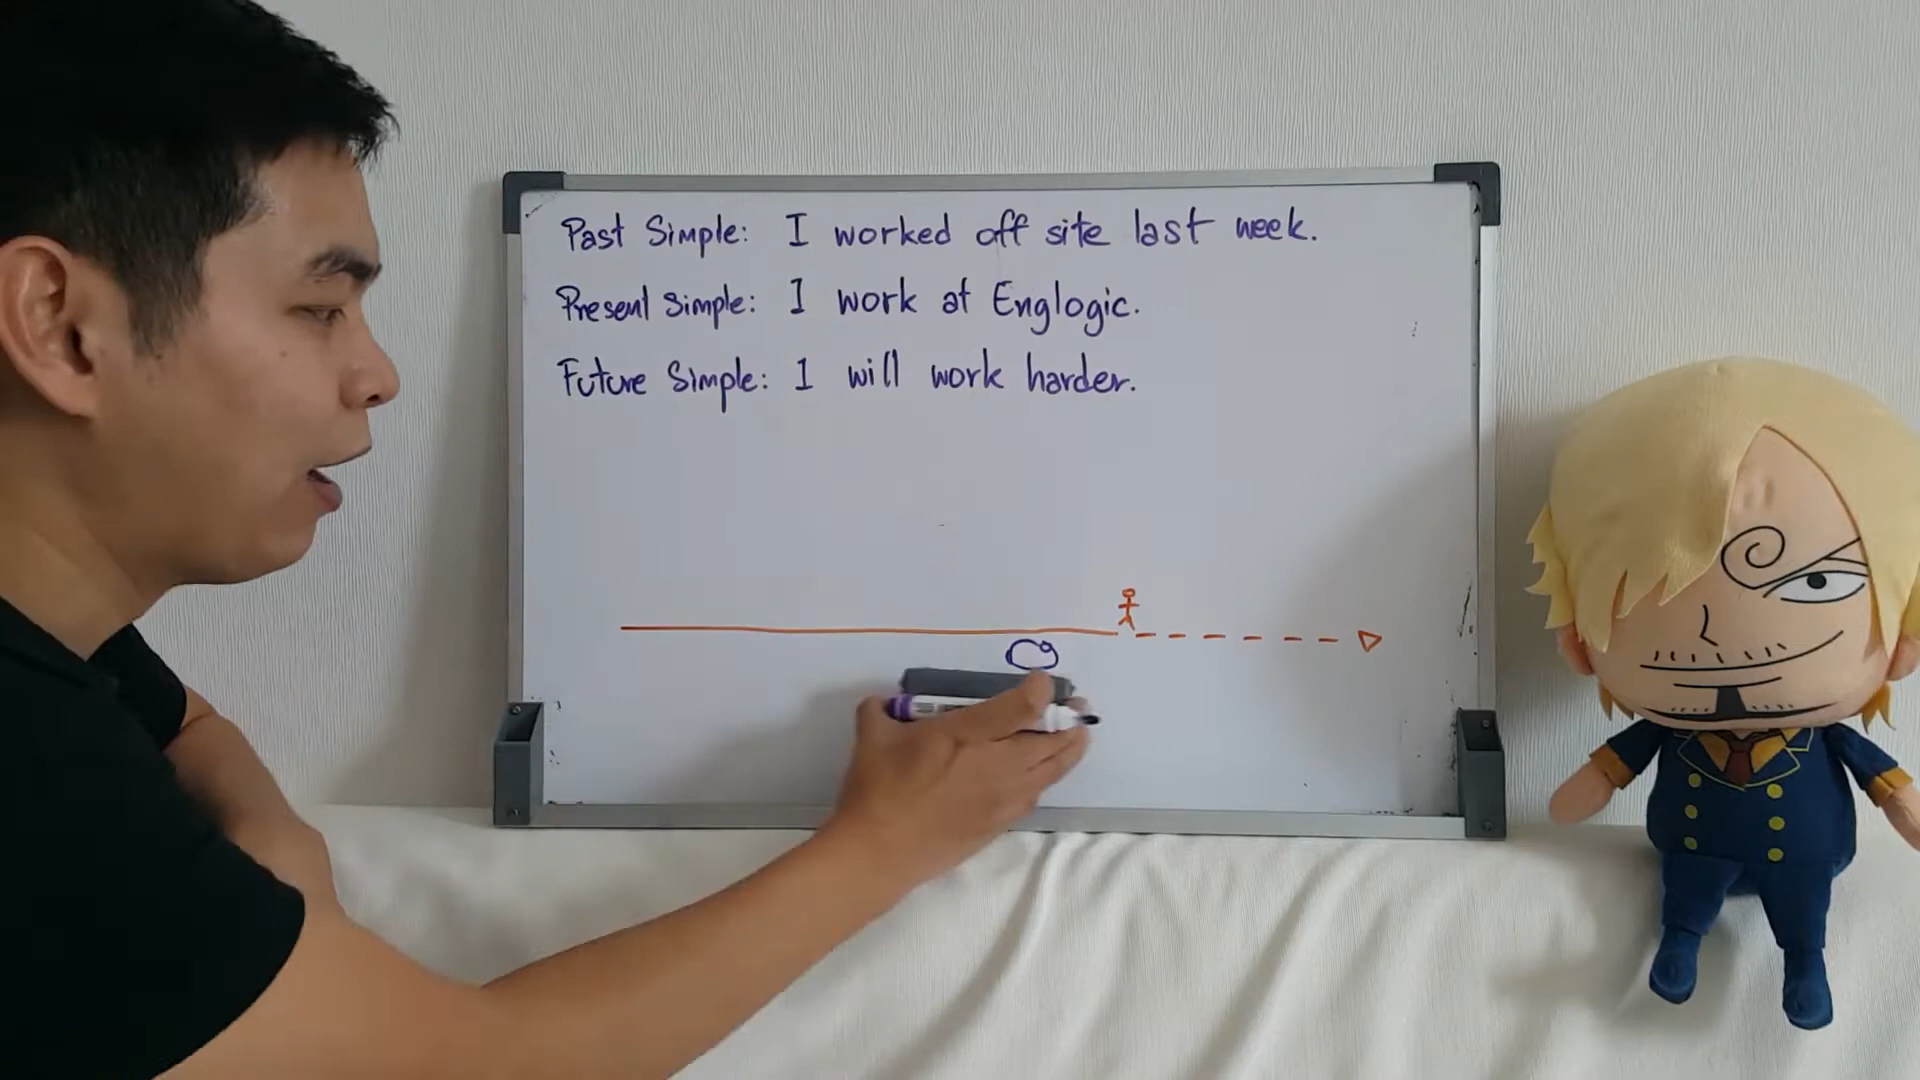 Past Simple: I worked off site last week.
Present Simple: I work at Englogic.
Future Simple: I will work harder.